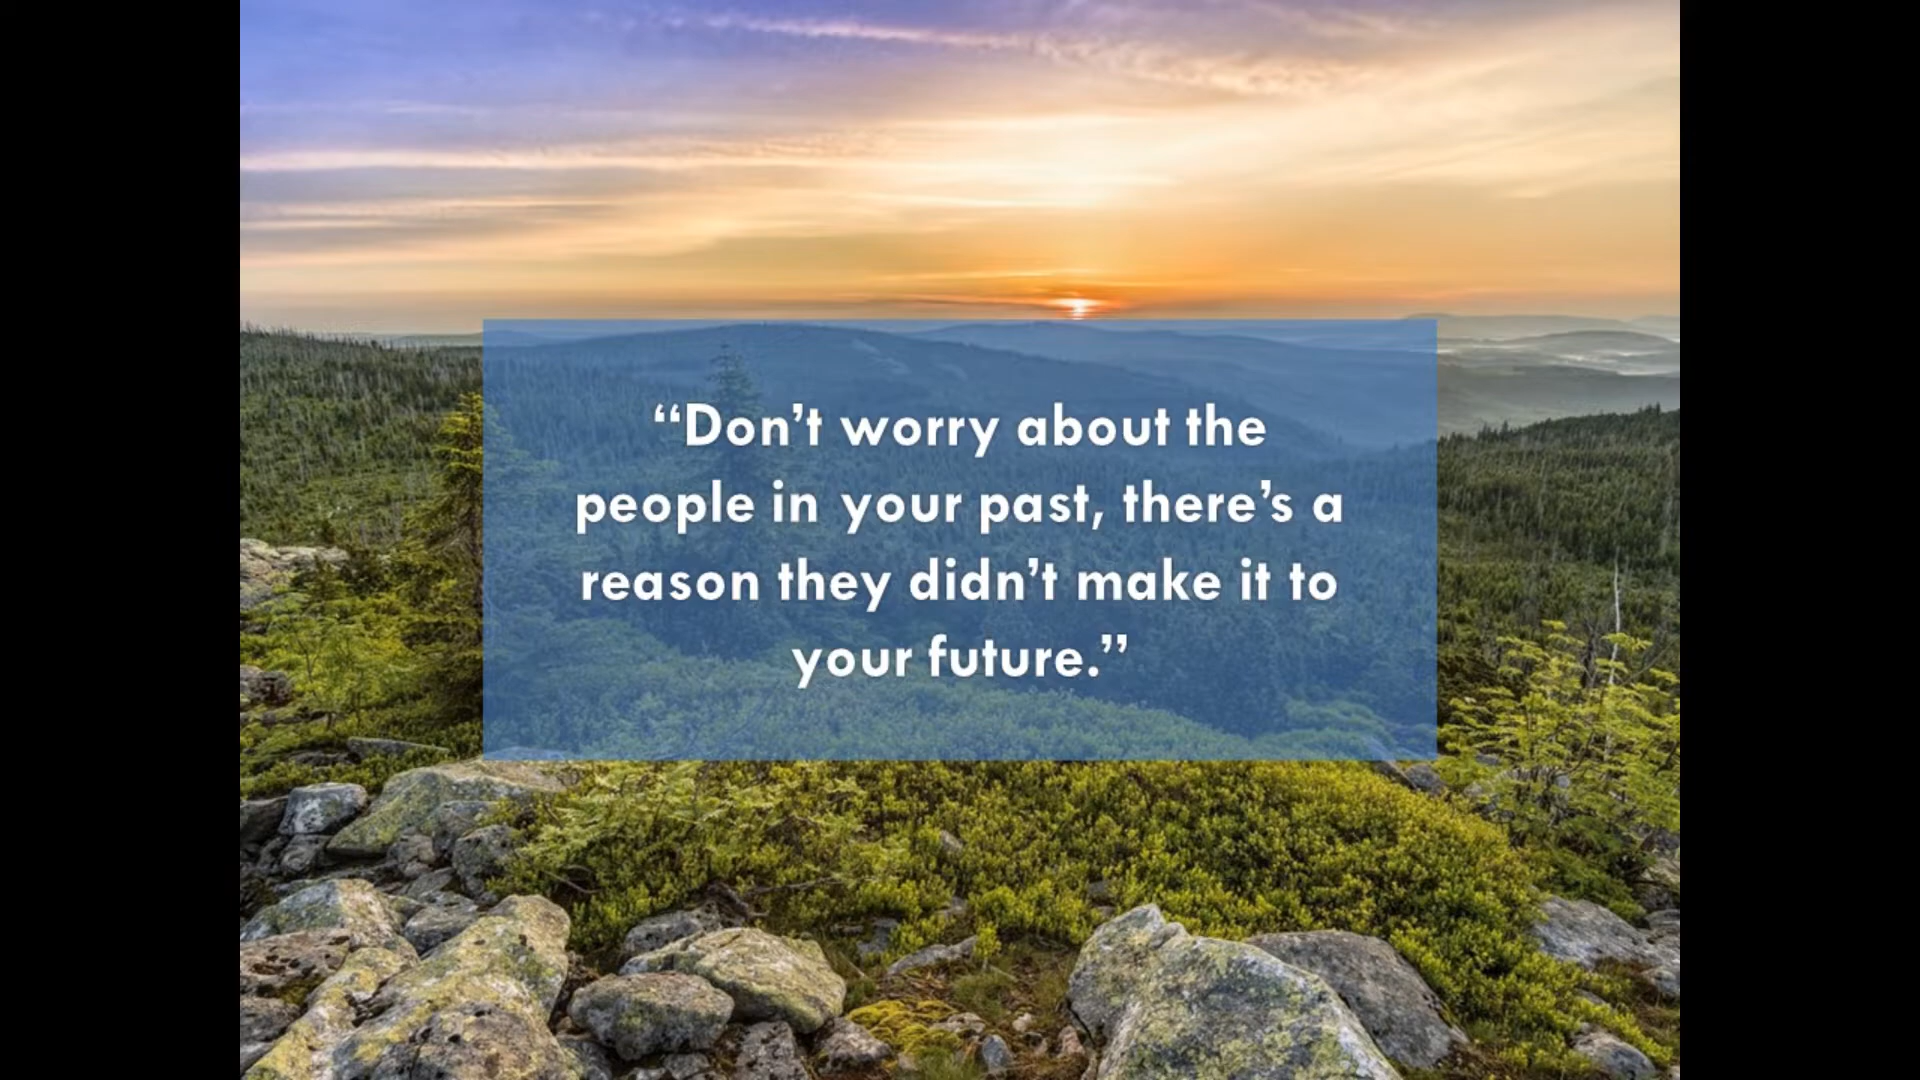 “Don’t worry about the
people in your past, there’s a
reason they didn’t make it to
your future.”